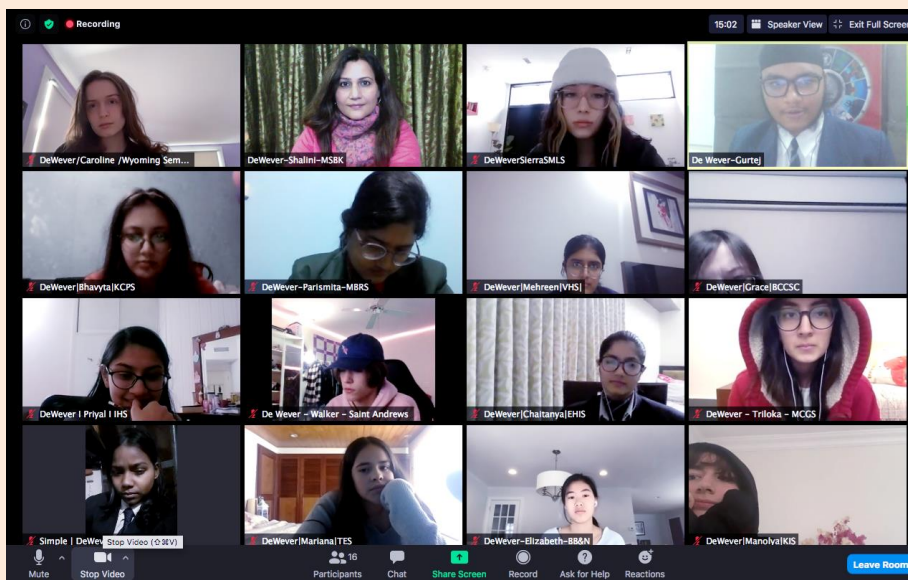 Recording
15:02
Speaker View
Exit Full Screen
DeWever/Caroline /Wyoming Sem...
DeWever-Shalini-MSBK
DeWeverSierraSMLS
De Wever-Gurtej
DeWever|Bhavyta|KCPS
DeWever-Parismita-MBRS
DeWever|Mehreen|VHS|
DeWever|Grace|BCCSC
DeWever I Priyal I IHS
De Wever - Walker - Saint Andrews
DeWever|Chaitanya|EHIS
DeWever - Triloka - MCGS
Simple | DeWev
Stop Video (⇧⌘V)
DeWever|Mariana|TES
DeWever-Elizabeth-BB&N
DeWever|Manolya|KIS
Mute
Stop Video
16
Participants
Chat
Share Screen
Record
Ask for Help
Reactions
Leave Room